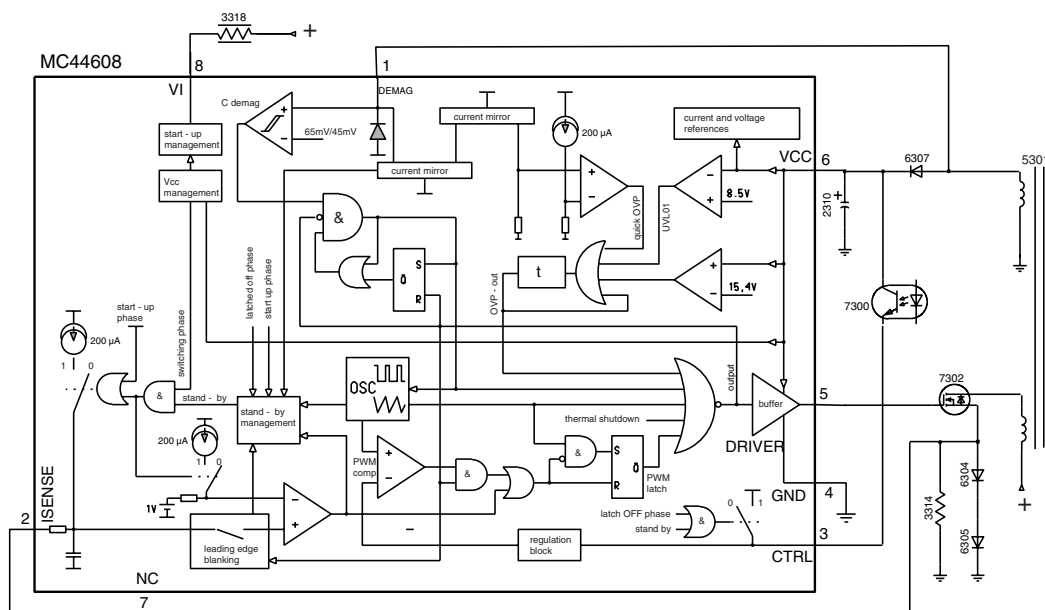 3318
+
MC44608
8
1
VI
DEMAG
C demag
+
65mV/45mV
start - up
management
Vcc
management
current mirror
current mirror
200 µA
current and voltage
references
VCC
6
6307
5301
8.5V
2310
+
quick OVP
UVL01
&
S
Q
R
t
OVP - out
15,4V
7300
latched off phase
start up phase
switching phase
start - up
phase
200 µA
1
0
&
stand - by
stand - by
management
OSC
output
thermal shutdown
buffer
5
7302
DRIVER
200 µA
1
0
PWM
comp
&
&
S
Q
R
PWM
latch
GND
4
6304
3314
6305
+
ISENSE
2
1V
leading edge
blanking
latch OFF phase
stand by
&
0
1
regulation
block
3
CTRL
NC
7